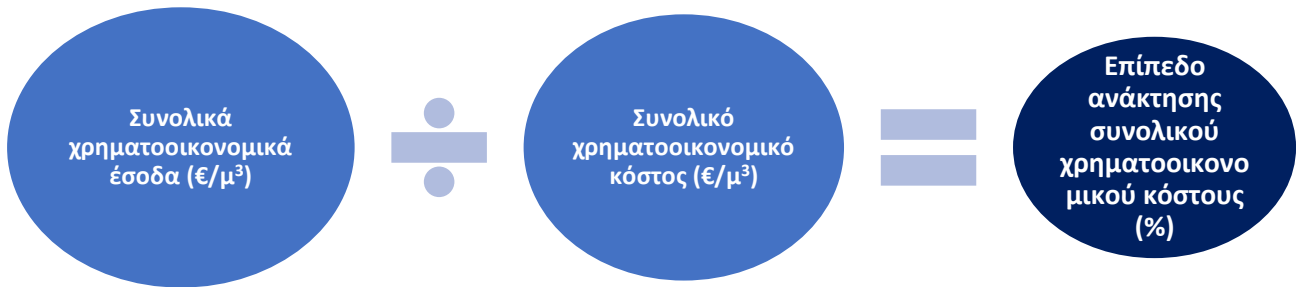 Συνολικά
χρηματοοικονομικά
έσοδα (€/μ³)
÷
Συνολικό
χρηματοοικονομικό
κόστος (€/μ³)
=
Επίπεδο
ανάκτησης
συνολικού
χρηματοοικονο
μικού κόστους
(%)